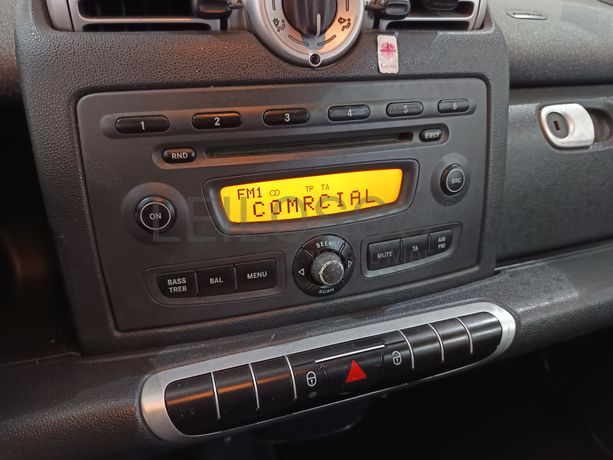 1 2 3 4 5 6
RND
EJECT
FM1 TP TA
COMRCIAL
ON
SRC
SEEK
SCAN
BASS
TREB
BAL
MENU
MUTE
TA
AM
FM